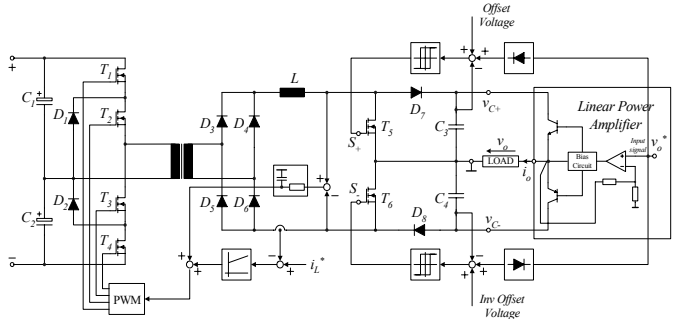 Offset
Voltage
+
+
+
−
+
T1
C1
+
D1
T2
L
D7
vC+
Linear Power
Amplifier
D3
D4
S+
T5
C3
vo
LOAD
io
Bias
Circuit
Input
signal
+
−
vo*
D2
T3
+
−
S-
T6
C4
C2
+
D5
D6
D8
vC-
T4
−
+
+
−
+
iL*
PWM
+
−
+
Inv Offset
Voltage